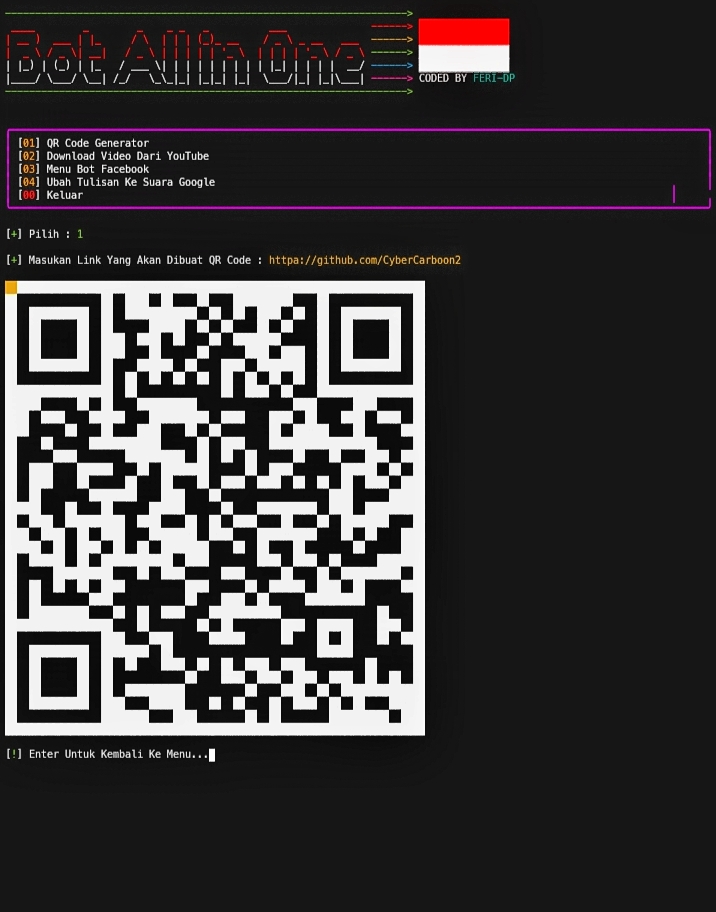 Bot All in One
CODED BY FERI-DP
[01] QR Code Generator
[02] Download Video Dari YouTube
[03] Menu Bot Facebook
[04] Ubah Tulisan Ke Suara Google
[00] Keluar
[+] Pilih : 1
[+] Masukan Link Yang Akan Dibuat QR Code : httpa://github.com/CyberCarboon2
[!] Enter Untuk Kembali Ke Menu...